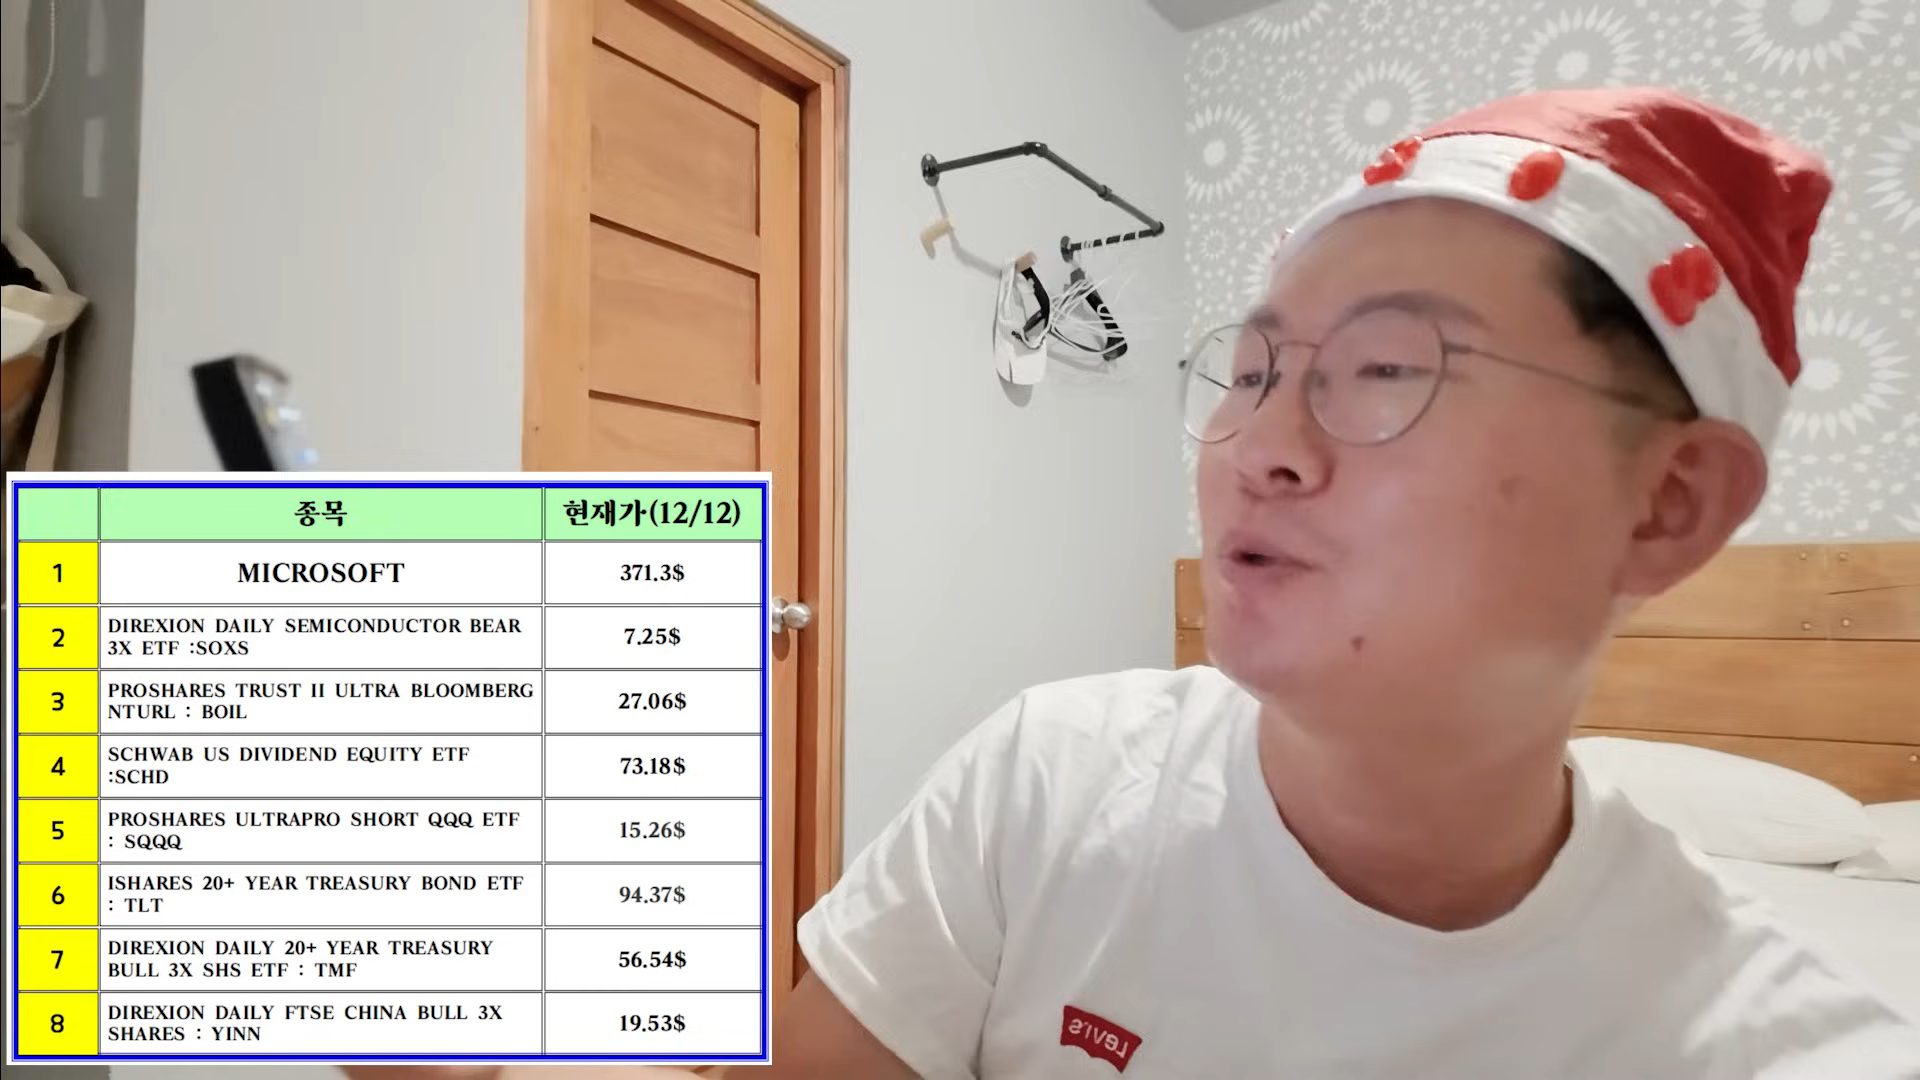 종목 현재가(12/12)
1 MICROSOFT 371.3$
2 DIREXION DAILY SEMICONDUCTOR BEAR
3X ETF :SOXS 7.25$
3 PROSHARES TRUST II ULTRA BLOOMBERG
NTURL : BOIL 27.06$
4 SCHWAB US DIVIDEND EQUITY ETF
:SCHD 73.18$
5 PROSHARES ULTRAPRO SHORT QQQ ETF
: SQQQ 15.26$
6 ISHARES 20+ YEAR TREASURY BOND ETF
: TLT 94.37$
7 DIREXION DAILY 20+ YEAR TREASURY
BULL 3X SHS ETF : TMF 56.54$
8 DIREXION DAILY FTSE CHINA BULL 3X
SHARES : YINN 19.53$
Levi's